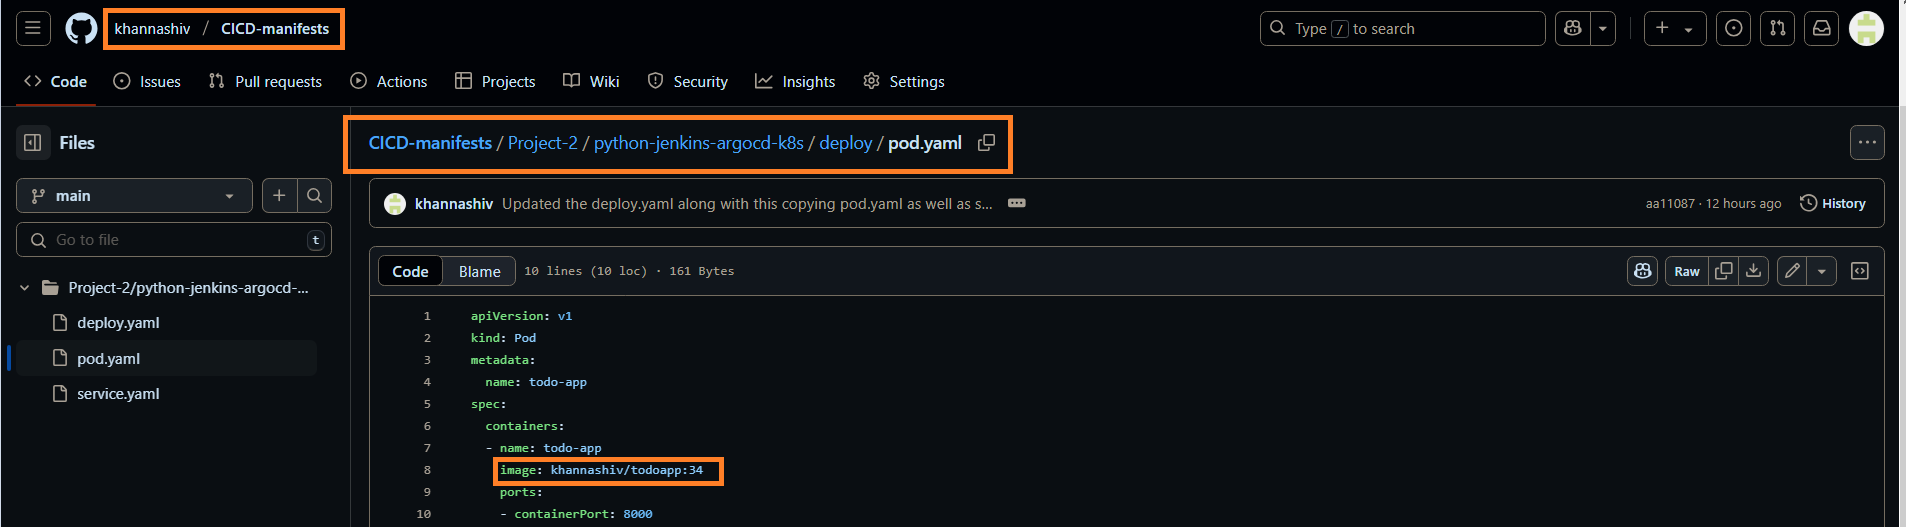 khannashiv / CICD-manifests
Type / to search
Code Issues Pull requests Actions Projects Wiki Security Insights Settings
Files
main
Go to file t
Project-2/python-jenkins-argocd-...
deploy.yaml
pod.yaml
service.yaml
CICD-manifests / Project-2 / python-jenkins-argocd-k8s / deploy / pod.yaml
khannashiv Updated the deploy.yaml along with this copying pod.yaml as well as s...
aa11087 · 12 hours ago History
Code Blame 10 lines (10 loc) · 161 Bytes
Raw
1 apiVersion: v1
2 kind: Pod
3 metadata:
4 name: todo-app
5 spec:
6 containers:
7 - name: todo-app
8 image: khannashiv/todoapp:34
9 ports:
10 - containerPort: 8000